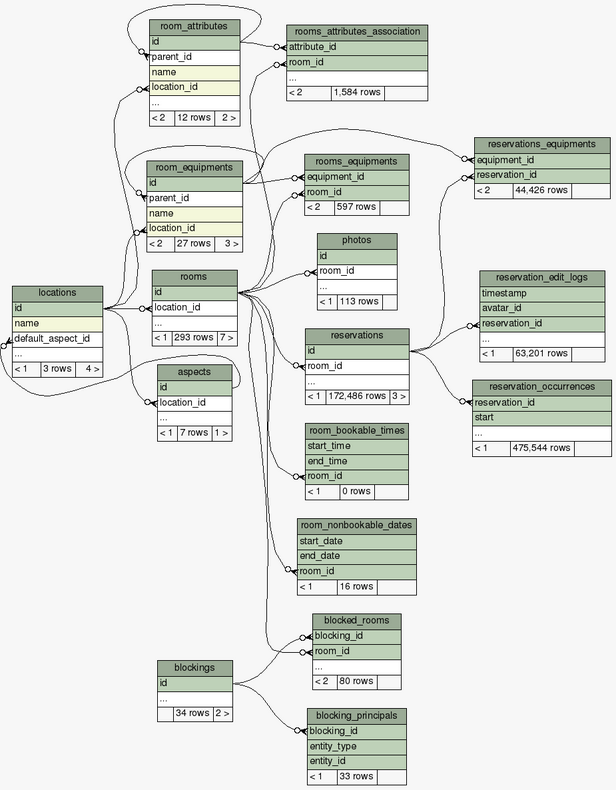 room_attributes
id
parent_id
name
location_id
...
< 2 12 rows 2 >
rooms_attributes_association
attribute_id
room_id
...
< 2 1,584 rows
room_equipments
id
parent_id
name
location_id
< 2 27 rows 3 >
rooms_equipments
equipment_id
room_id
< 2 597 rows
reservations_equipments
equipment_id
reservation_id
< 2 44,426 rows
photos
id
room_id
...
< 1 113 rows
locations
id
name
default_aspect_id
...
< 1 3 rows 4 >
rooms
id
location_id
...
< 1 293 rows 7 >
reservation_edit_logs
timestamp
avatar_id
reservation_id
...
< 1 63,201 rows
reservations
id
room_id
...
< 1 172,486 rows 3 >
aspects
id
location_id
...
< 1 7 rows 1 >
reservation_occurrences
reservation_id
start
...
< 1 475,544 rows
room_bookable_times
start_time
end_time
room_id
< 1 0 rows
room_nonbookable_dates
start_date
end_date
room_id
< 1 16 rows
blocked_rooms
blocking_id
room_id
...
< 2 80 rows
blockings
id
...
34 rows 2 >
blocking_principals
blocking_id
entity_type
entity_id
< 1 33 rows